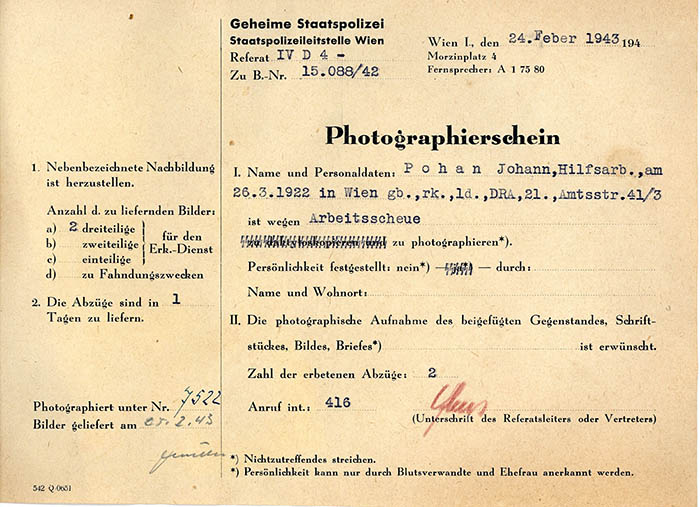 Geheime Staatspolizei
Staatspolizeileitstelle Wien
Referat IV D 4 -
Zu B.-Nr. 15.088/42
Wien I., den 24. Feber 1943 194
Morzinplatz 4
Fernsprecher: A 1 75 80
Photographierschein
1. Nebenbezeichnete Nachbildung
ist herzustellen.
Anzahl d. zu liefernden Bilder:
a) 2 dreiteilige
b) zweiteilige
c) einteilige
für den
Erk.-Dienst
d) zu Fahndungszwecken
2. Die Abzüge sind in 1
Tagen zu liefern.
Photographiert unter Nr. 7522
Bilder geliefert am 2.43
542 Q 0651
I. Name und Personaldaten: Pohan Johann,Hilfsarb.,am
26.3.1922 in Wien gb.,rk.,ld.,DRA,21.,Amtsstr.41/3
ist wegen Arbeitsscheue
zu photographieren*).
Persönlichkeit festgestellt: nein*) — — durch:
Name und Wohnort:
II. Die photographische Aufnahme des beigefügten Gegenstandes, Schrift-
stückes, Bildes, Briefes*) ist erwünscht.
Zahl der erbetenen Abzüge: 2
Anruf int.: 416
(Unterschrift des Referatsleiters oder Vertreters)
*) Nichtzutreffendes streichen.
*) Persönlichkeit kann nur durch Blutsverwandte und Ehefrau anerkannt werden.